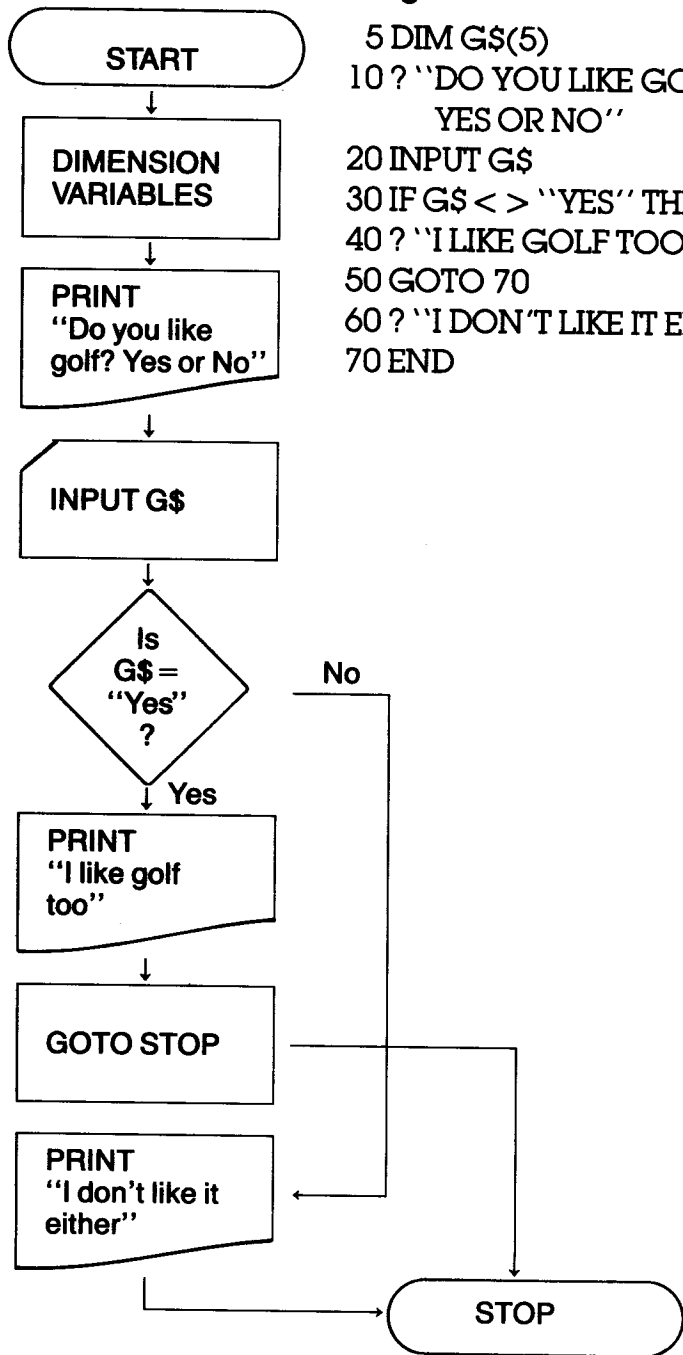 START
DIMENSION
VARIABLES
PRINT
“Do you like
golf? Yes or No”
INPUT G$
Is
G$ =
“Yes”
?
No
Yes
PRINT
“I like golf
too”
GOTO STOP
PRINT
“I don't like it
either”
STOP
5 DIM G$(5)
10 ? “DO YOU LIKE
YES OR NO”
20 INPUT G$
30 IF G$ < > “YES”
40 ? “I LIKE GOLF TOO
50 GOTO 70
60 ? “I DON'T LIKE IT
70 END